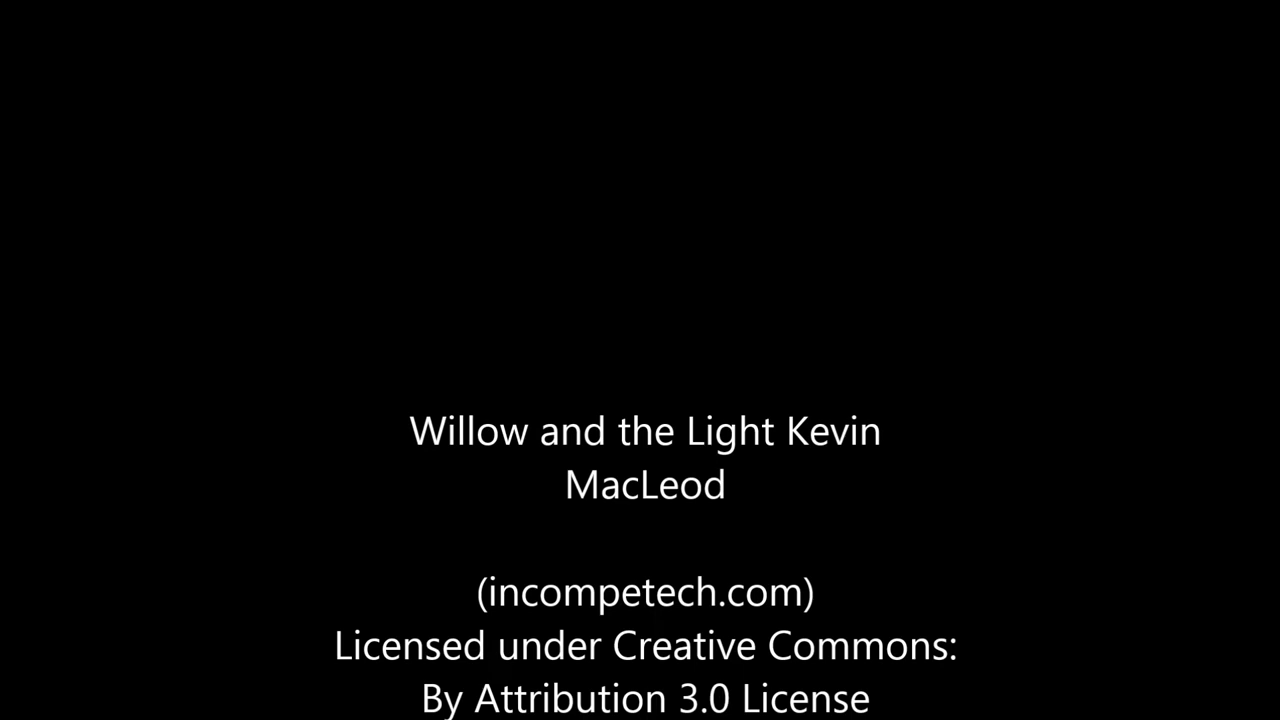 Willow and the Light Kevin
MacLeod
(incompetech.com)
Licensed under Creative Commons:
By Attribution 3.0 License